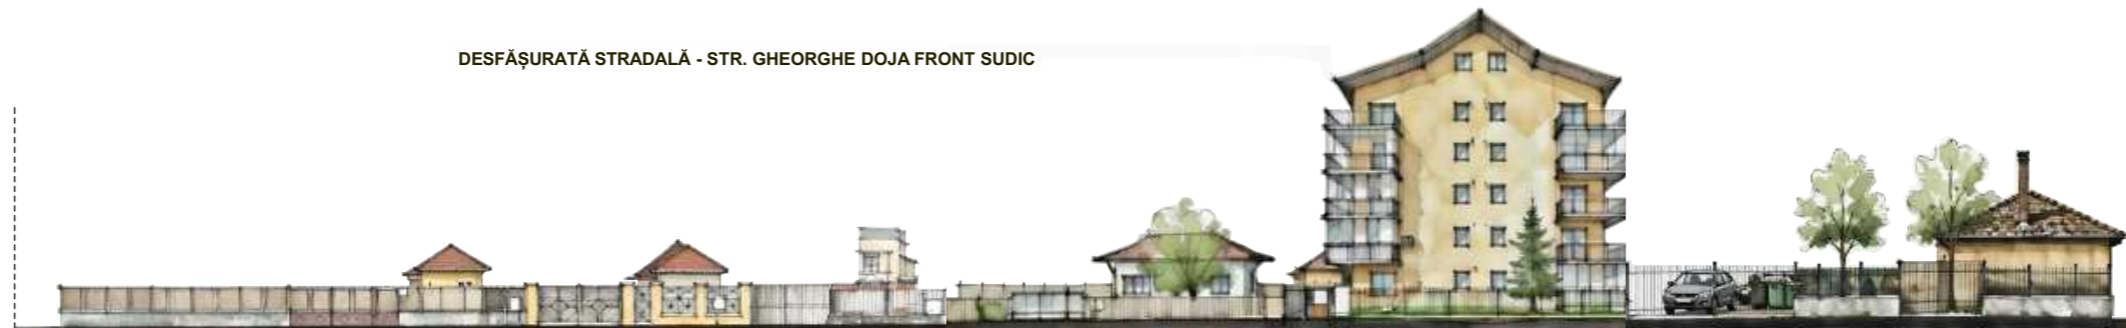 DESFĂȘURATĂ STRADALĂ - STR. GHEORGHE DOJA FRONT SUDIC